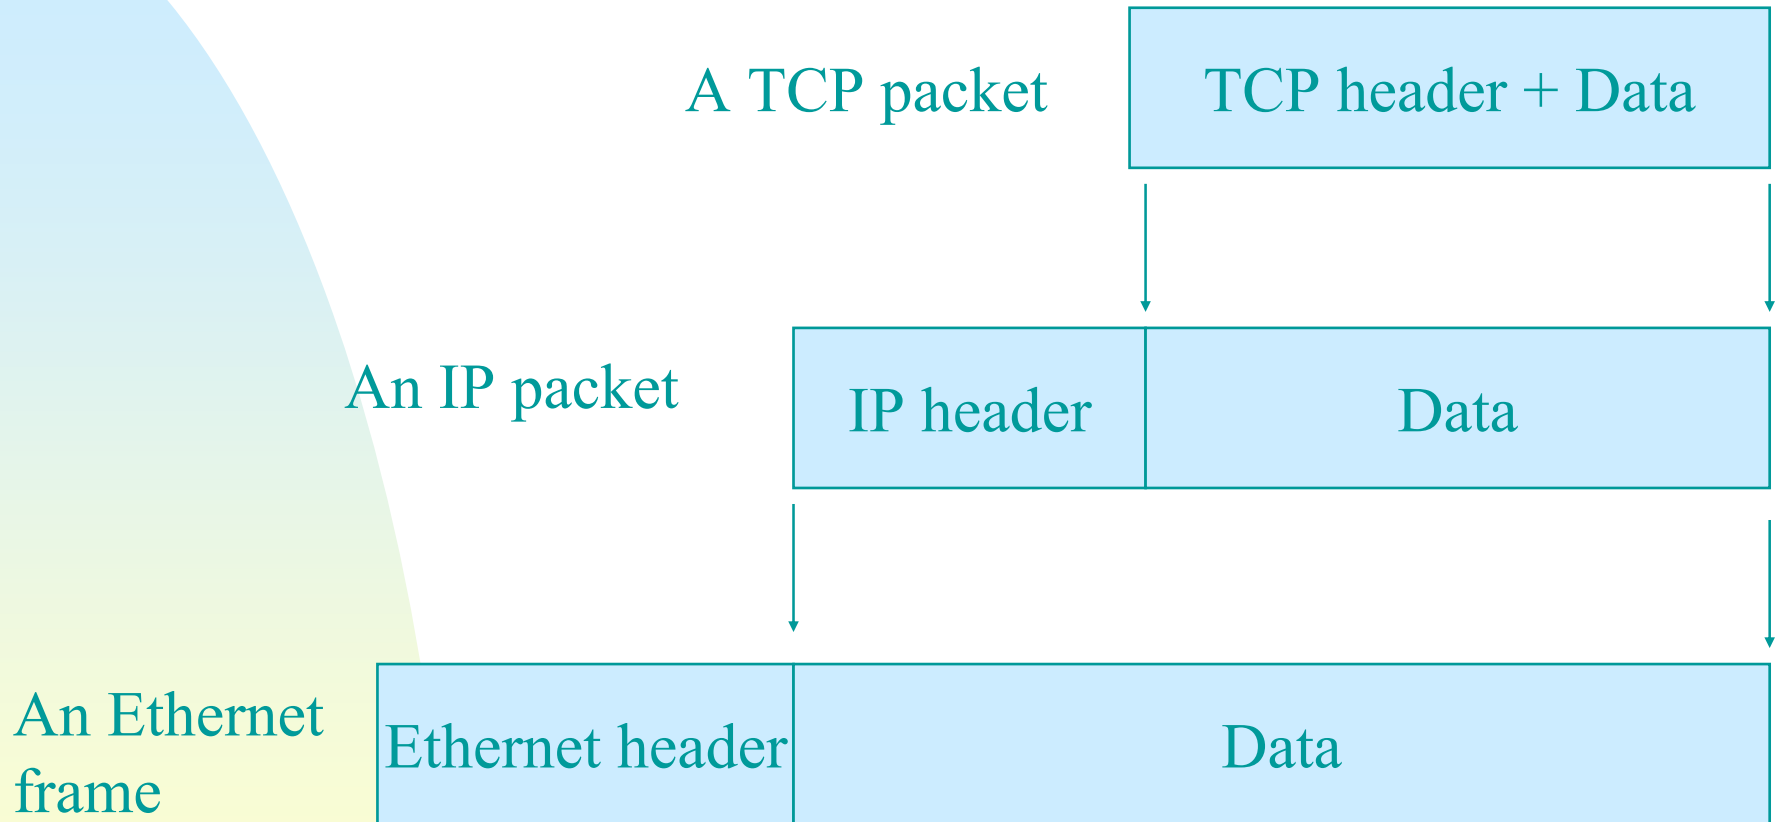 A TCP packet
TCP header + Data
An IP packet
IP header
Data
An Ethernet
frame
Ethernet header
Data